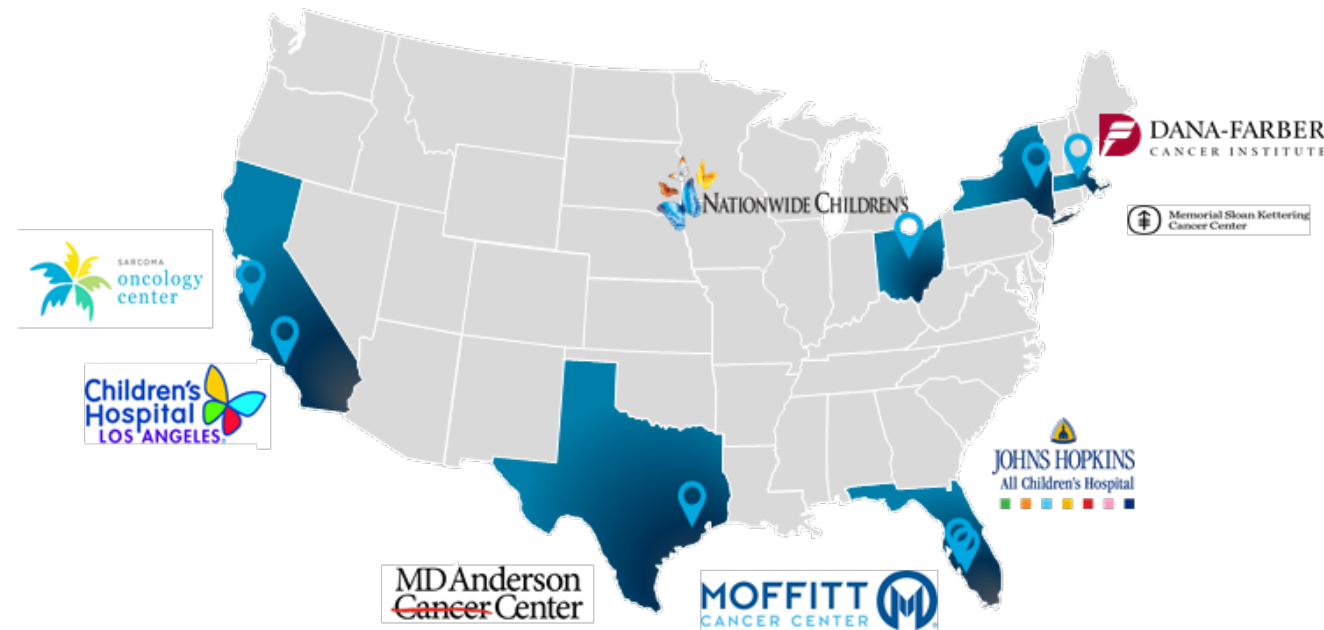 DANA-FARBER
CANCER INSTITUTE
NATIONWIDE CHILDREN'S
Memorial Sloan Kettering
Cancer Center
SARCOMA
oncology
center
Children's
Hospital
LOS ANGELES
JOHNS HOPKINS
All Children's Hospital
MD Anderson
Cancer Center
MOFFITT
CANCER CENTER